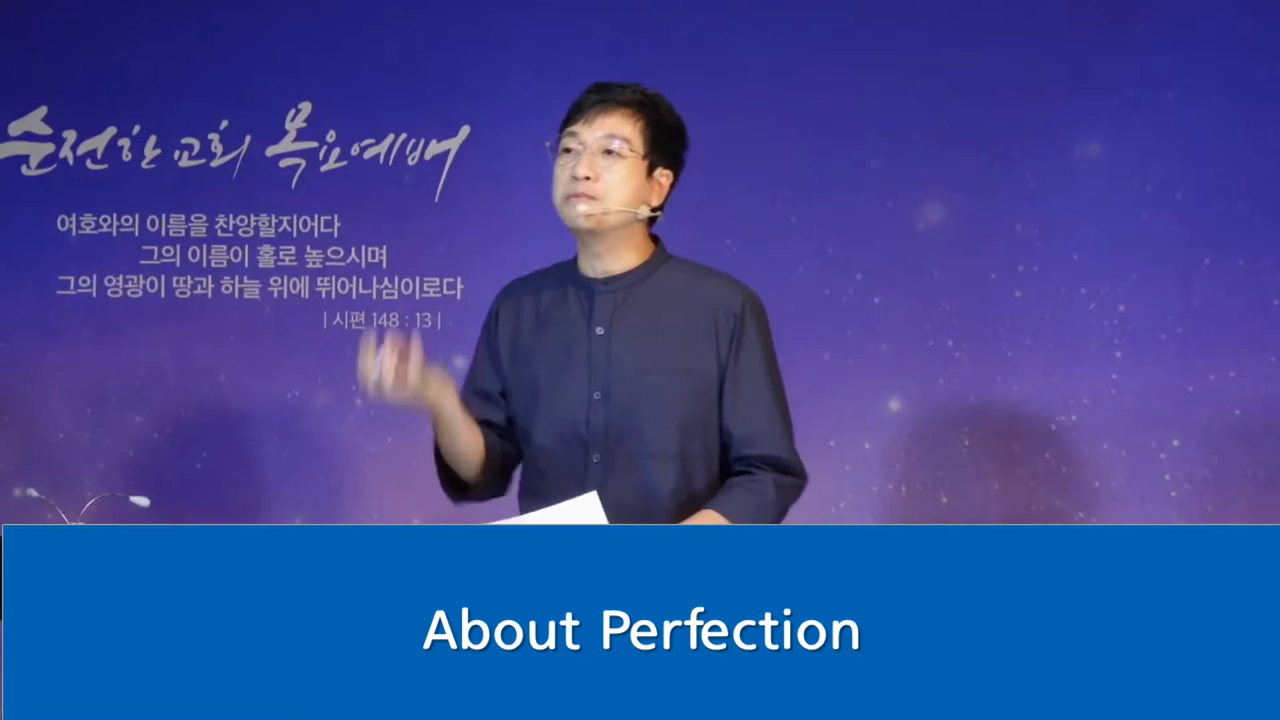 순전한 교회 목요예배
여호와의 이름을 찬양할지어다
그의 이름이 홀로 높으시며
그의 영광이 땅과 하늘 위에 뛰어나심이로다
| 시편 148 : 13 |
About Perfection